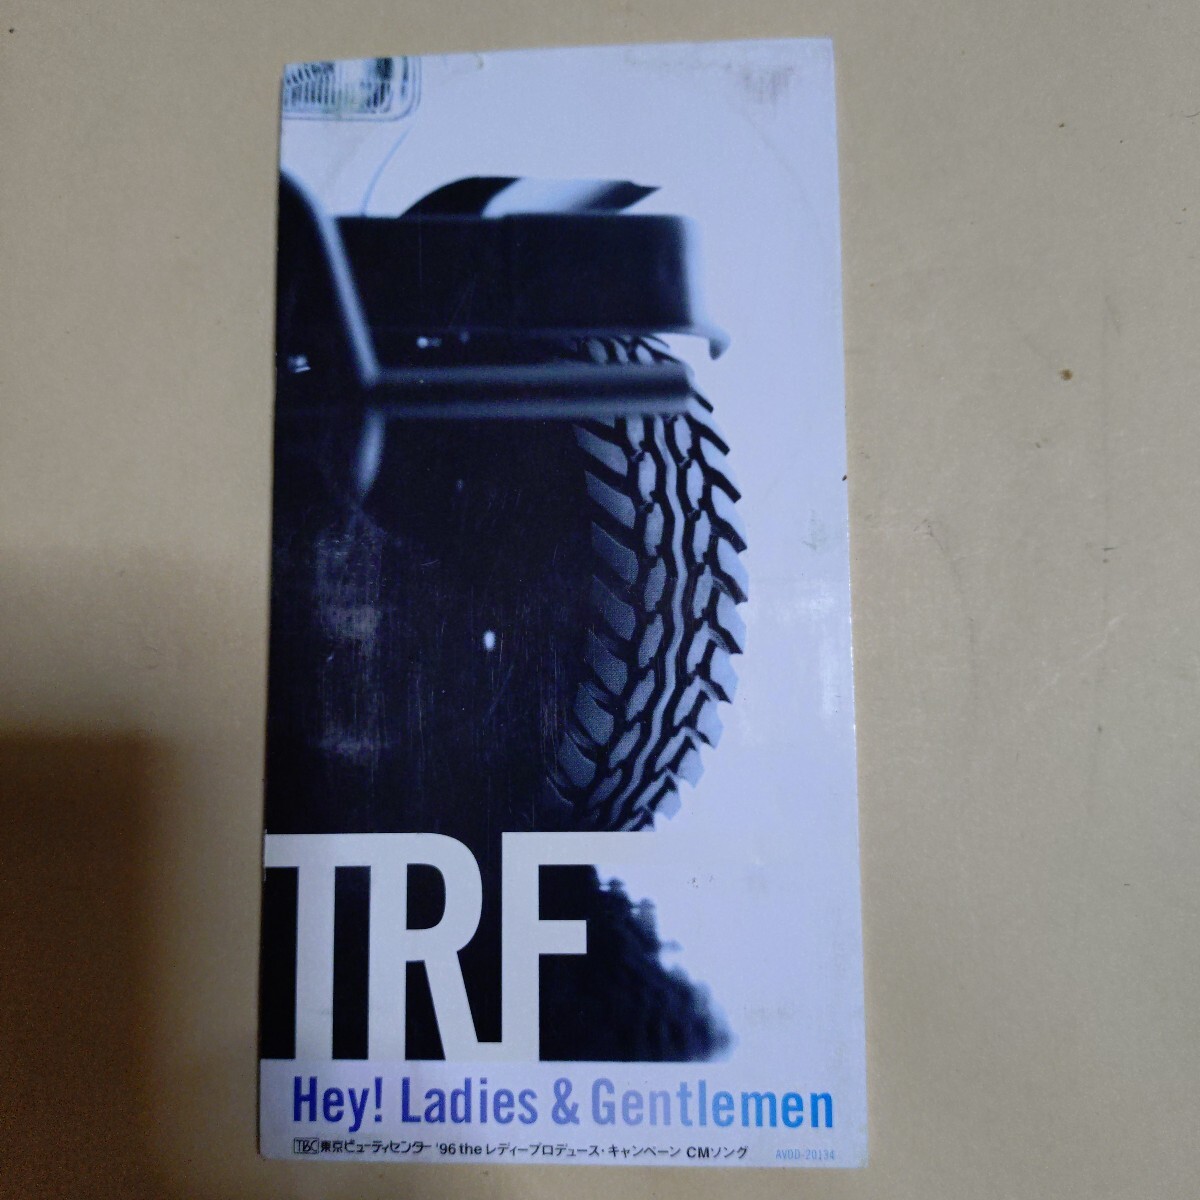 TRF
Hey! Ladies & Gentlemen
TBC 東京ビューティセンター '96 the レディープロデュース・キャンペーン CMソング AVDD-20134